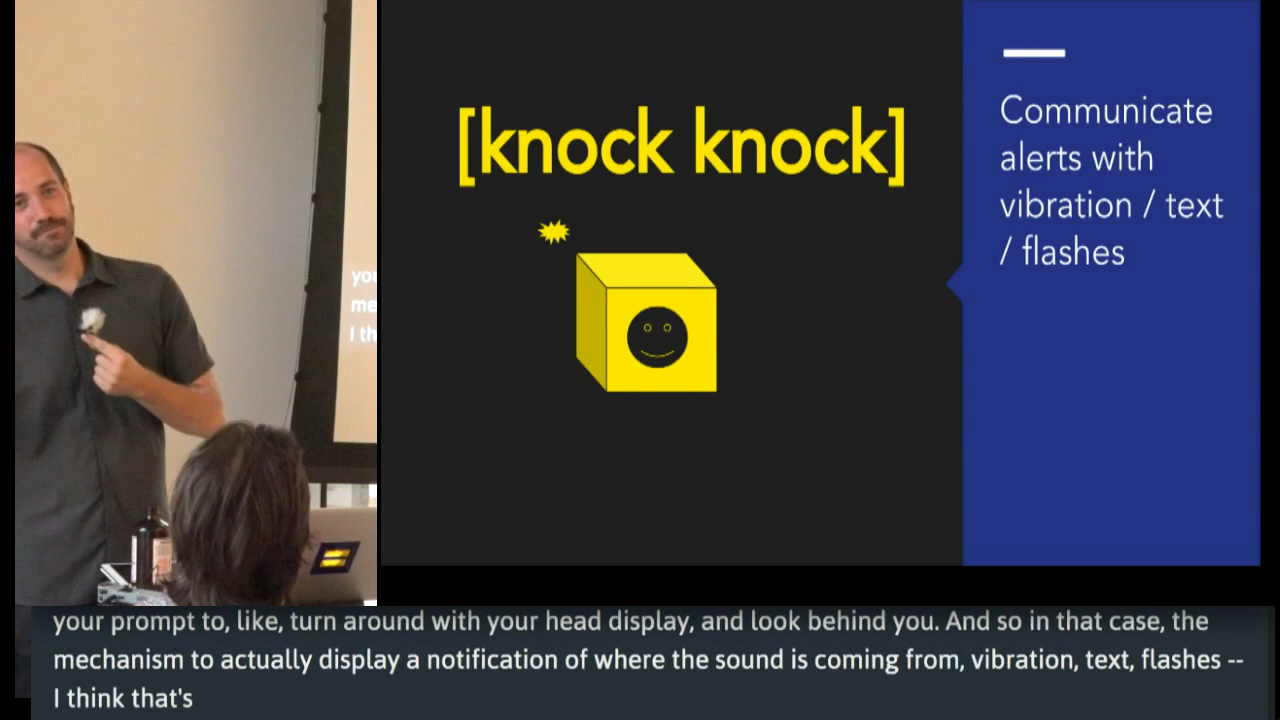 [knock knock]
Communicate
alerts with
vibration / text
/ flashes
your prompt to, like, turn around with your head display, and look behind you. And so in that case, the
mechanism to actually display a notification of where the sound is coming from, vibration, text, flashes --
I think that's